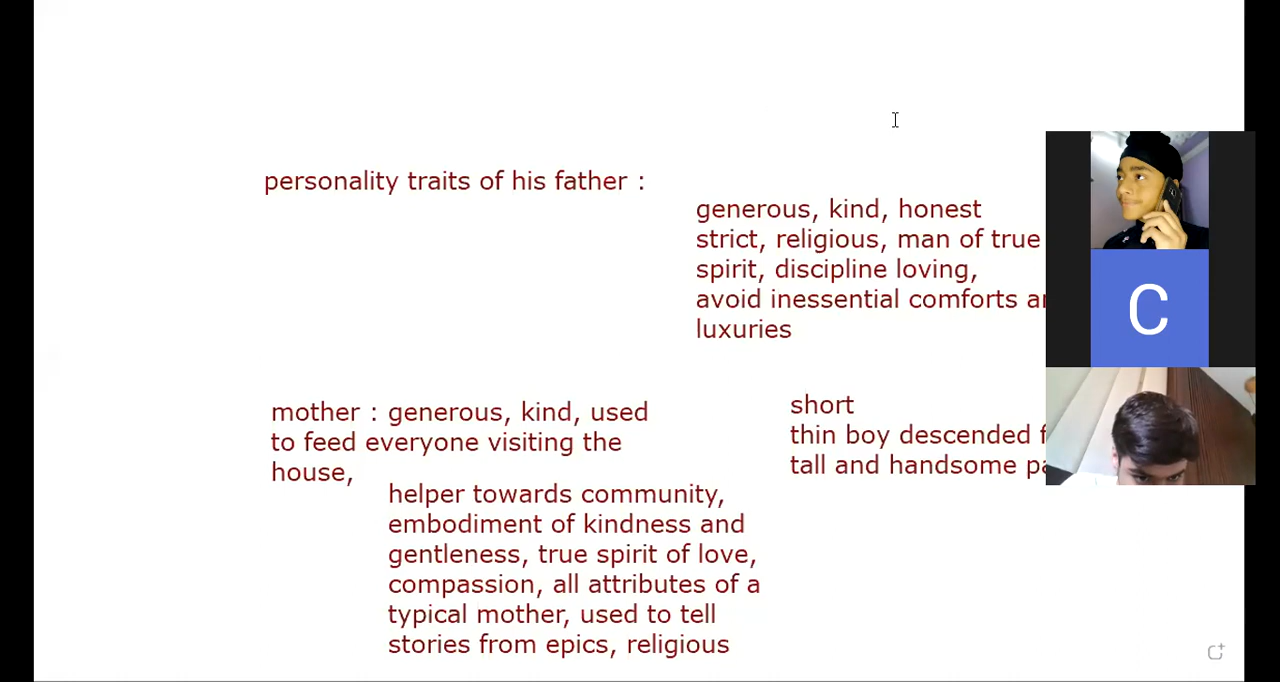 personality traits of his father :
generous, kind, honest
strict, religious, man of true
spirit, discipline loving,
avoid inessential comforts
luxuries
mother : generous, kind, used
to feed everyone visiting the
house,
helper towards community,
embodiment of kindness and
gentleness, true spirit of love,
compassion, all attributes of a
typical mother, used to tell
stories from epics, religious
short
thin boy descended
tall and handsome
C